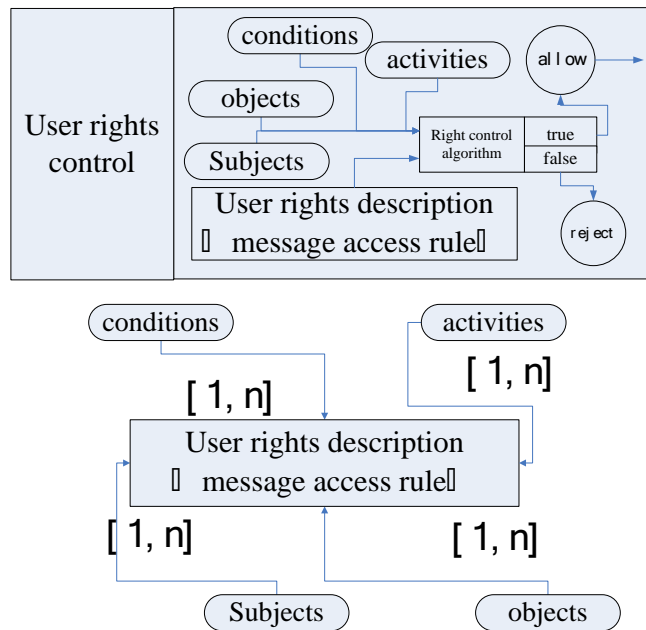 conditions
activities
allow
objects
User rights
control
Right control
algorithm
true
false
Subjects
User rights description
▯ message access rule▯
reject
conditions
activities
[ 1, n]
[ 1, n]
User rights description
▯ message access rule▯
[ 1, n]
[ 1, n]
Subjects
objects